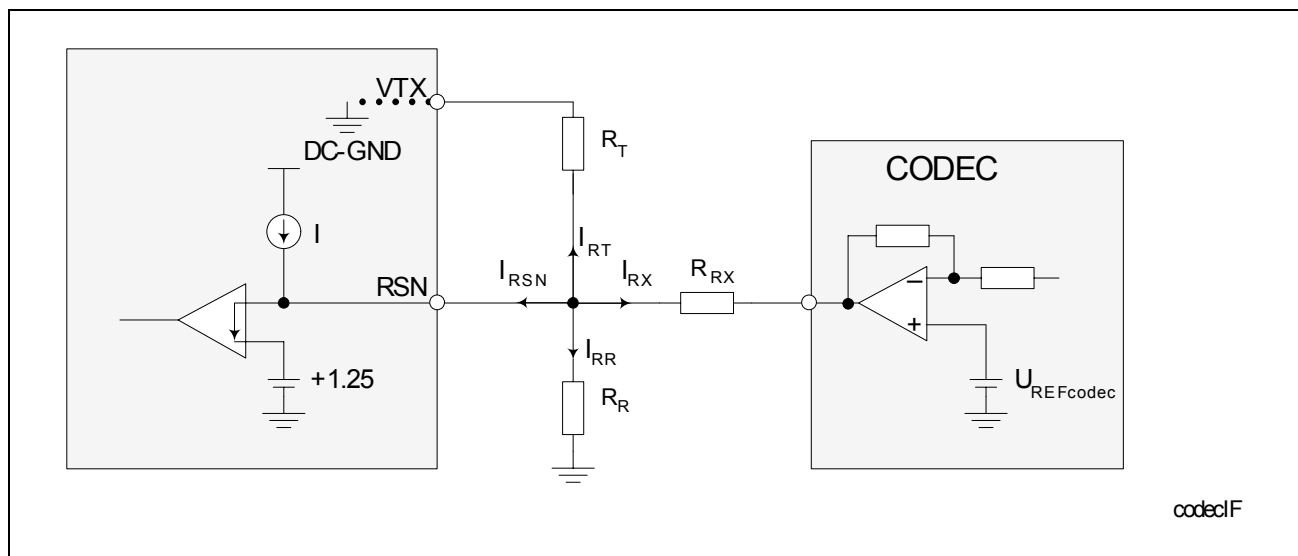 VTX
DC-GND
R_T
CODEC
I
I_RT
I_RSN
I_RX
R_RX
RSN
−
+
I_RR
+1.25
R_R
U_REFcodec
codecIF